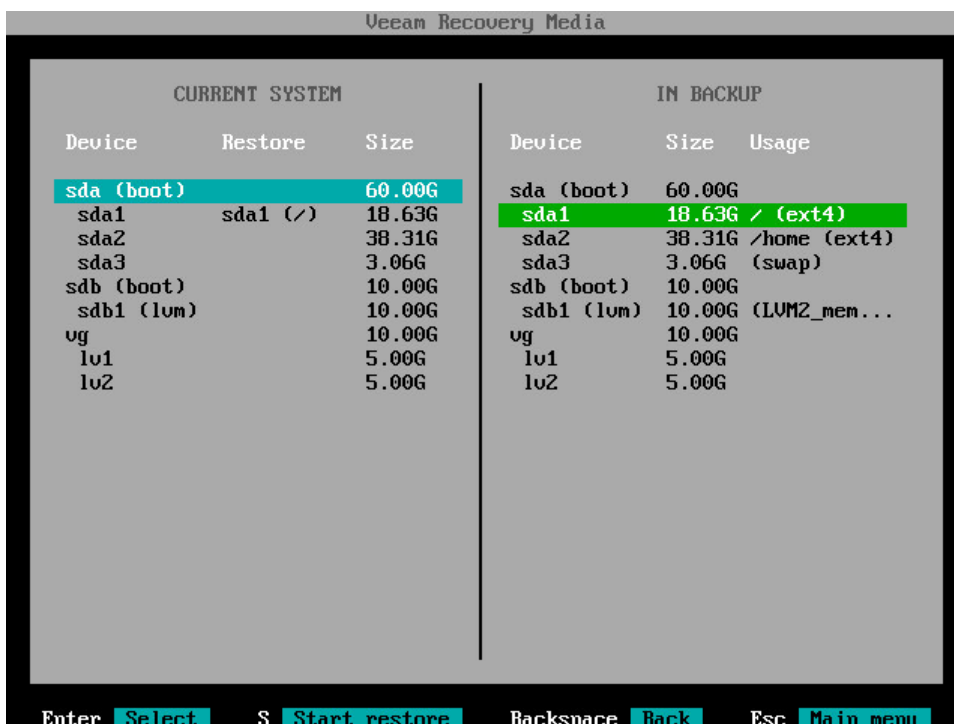 Veeam Recovery Media
CURRENT SYSTEM
Device Restore Size
sda (boot) 60.00G
sda1 sda1 (/) 18.63G
sda2 38.31G
sda3 3.06G
sdb (boot) 10.00G
sdb1 (lvm) 10.00G
vg 10.00G
lv1 5.00G
lv2 5.00G
IN BACKUP
Device Size Usage
sda (boot) 60.00G
sda1 18.63G / (ext4)
sda2 38.31G /home (ext4)
sda3 3.06G (swap)
sdb (boot) 10.00G
sdb1 (lvm) 10.00G (LVM2_mem...
vg 10.00G
lv1 5.00G
lv2 5.00G
Enter Select S Start restore Backspace Back Esc Main menu